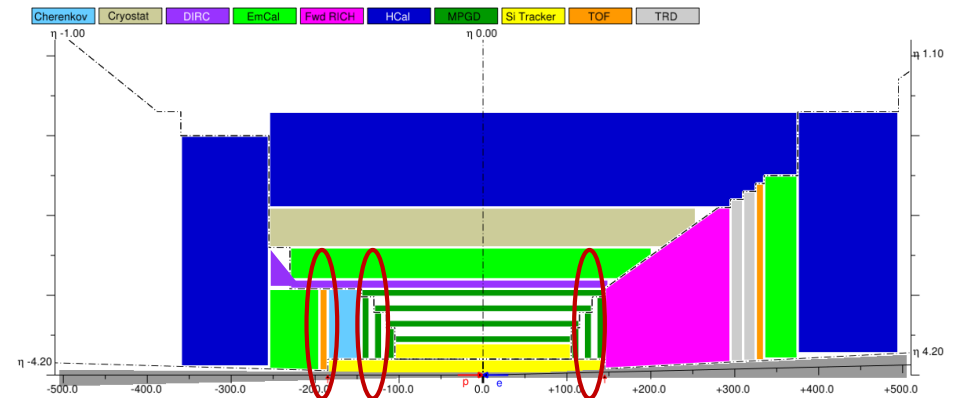 Cherenkov Cryostat DIRC EmCal Fwd RICH HCal MPGD Si Tracker TOF TRD
η -1.00 η 0.00
η 1.10
η -4.20 η 4.20
-500.0 -400.0 -300.0 -200.0 -100.0 0.0 +100.0 +200.0 +300.0 +400.0 +500.0
p e